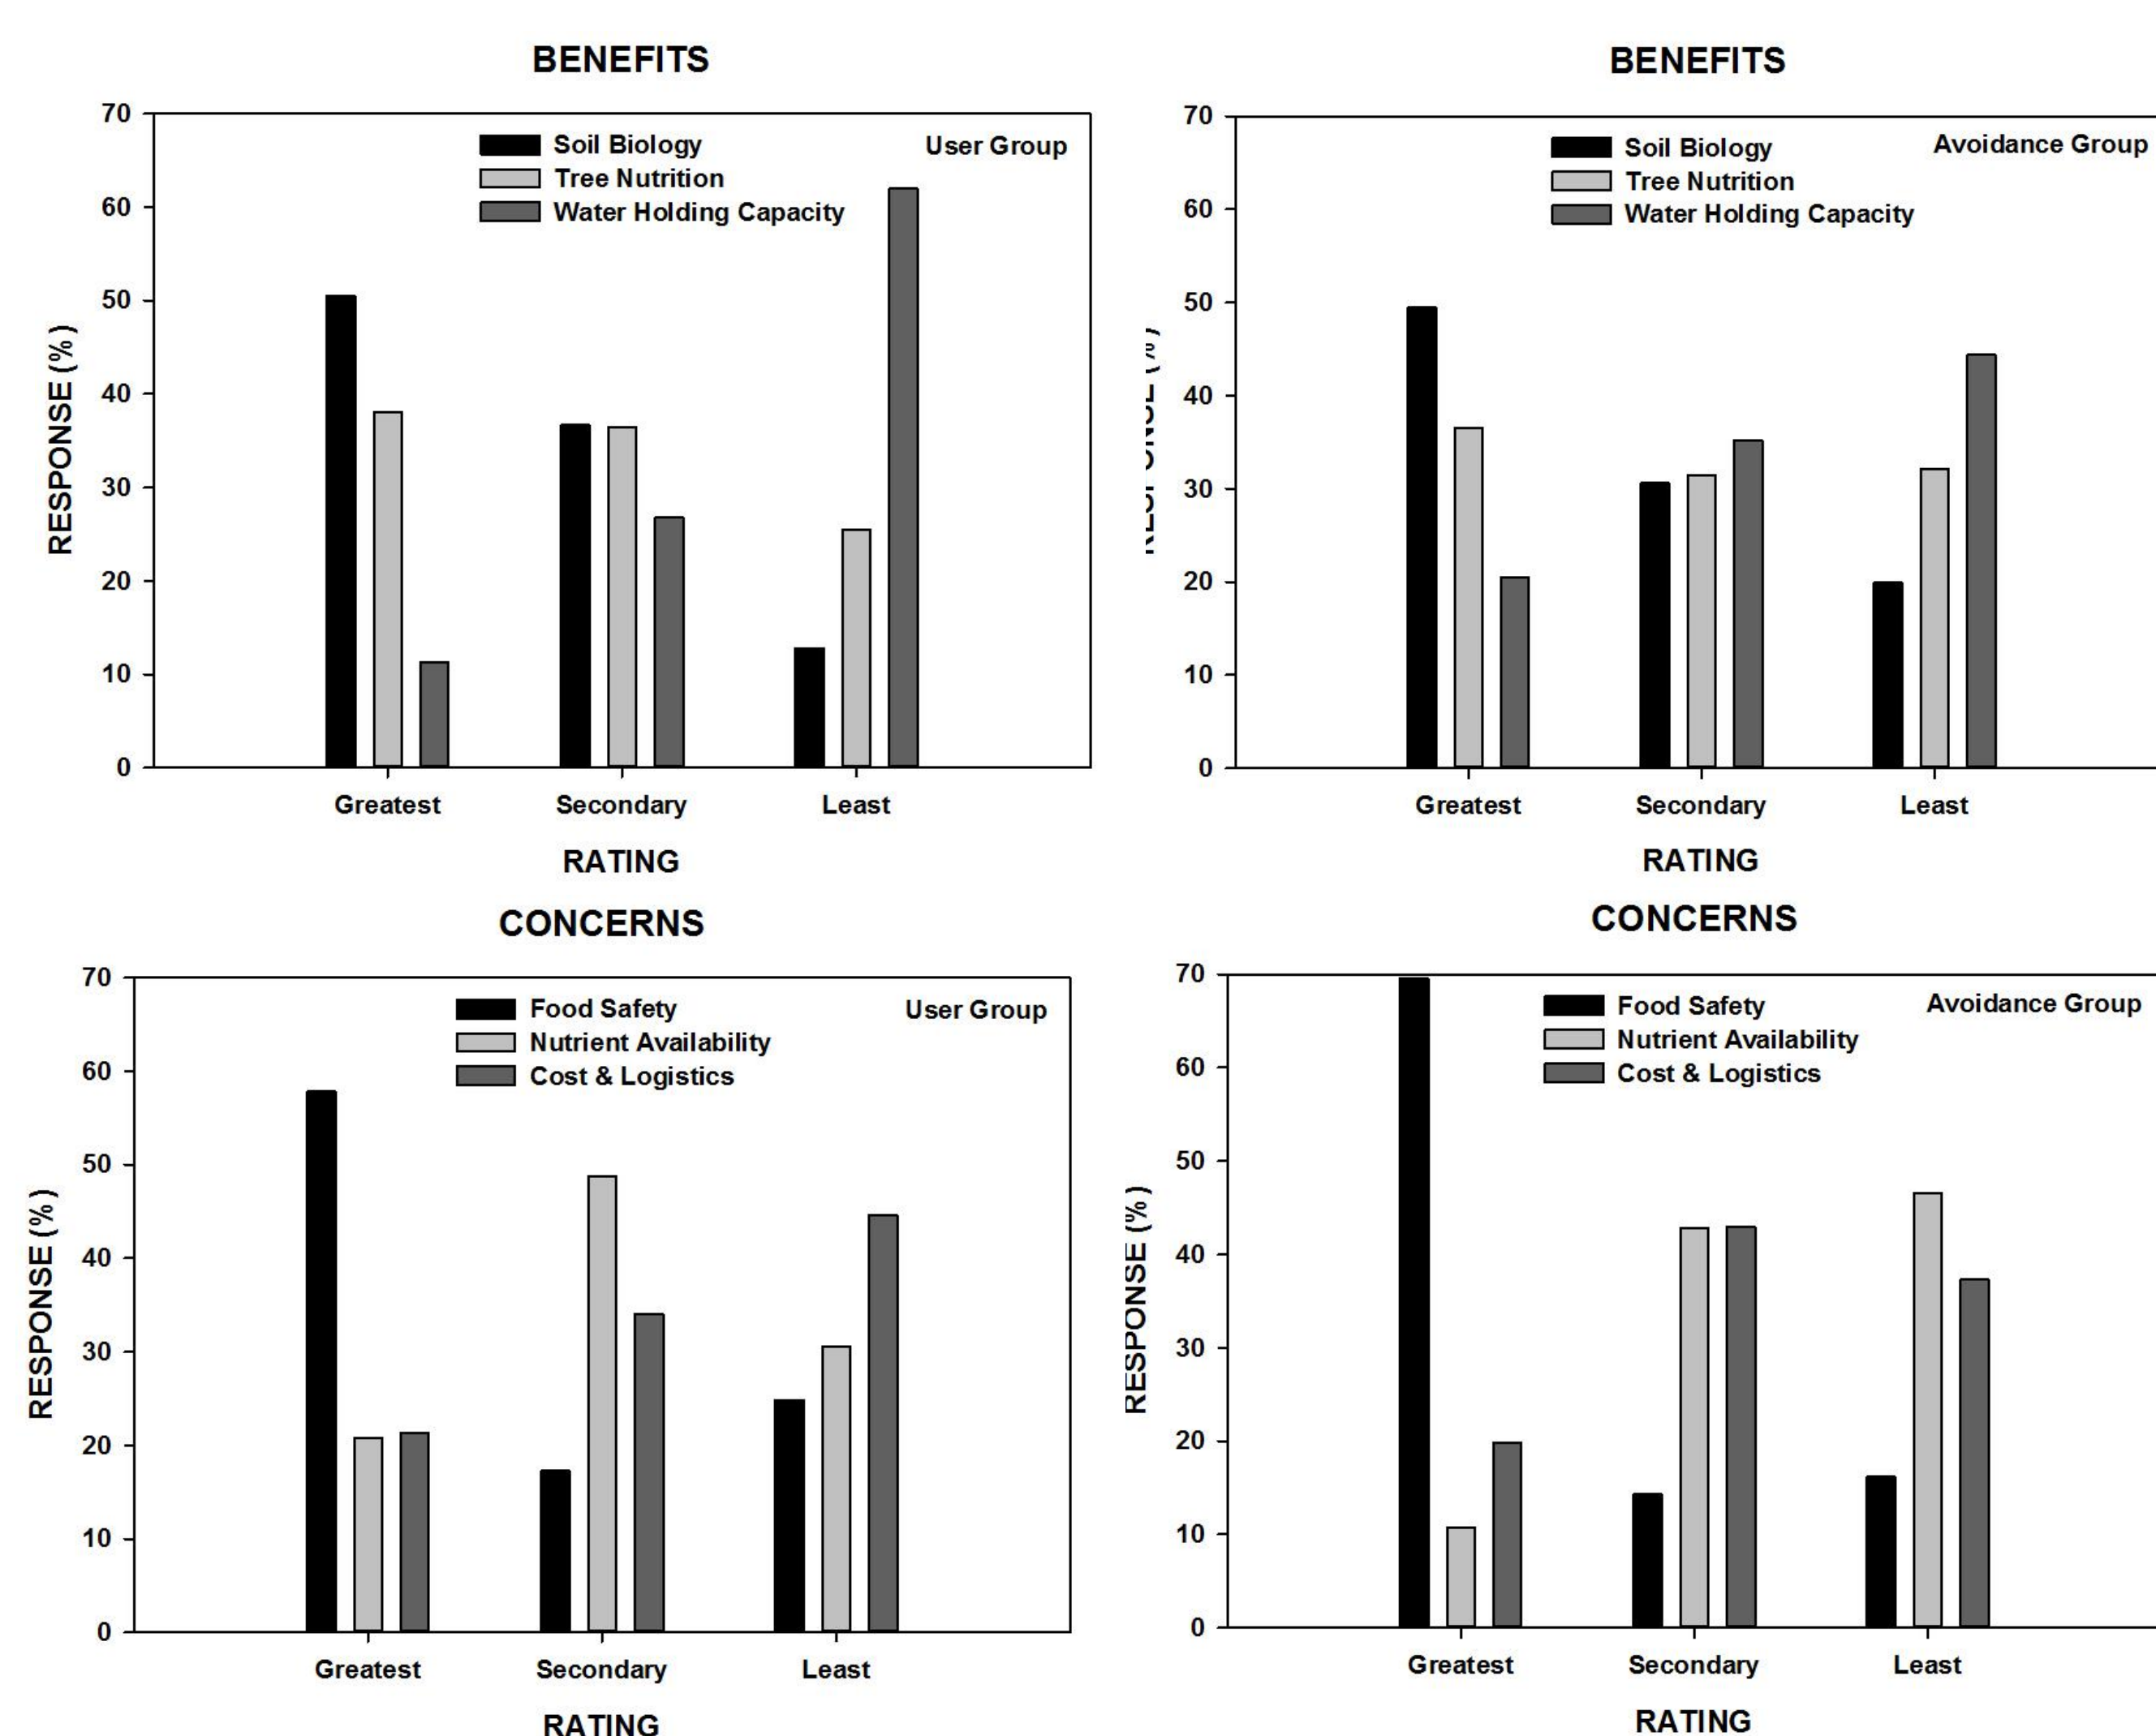 BENEFITS
70
60
50
40
30
20
10
0
RESPONSE (%)
Soil Biology
Tree Nutrition
Water Holding Capacity
User Group
Greatest Secondary Least
RATING
BENEFITS
70
60
50
40
30
20
10
0
Soil Biology
Tree Nutrition
Water Holding Capacity
Avoidance Group
Greatest Secondary Least
RATING
CONCERNS
70
60
50
40
30
20
10
0
RESPONSE (%)
Food Safety
Nutrient Availability
Cost & Logistics
User Group
Greatest Secondary Least
RATING
CONCERNS
70
60
50
40
30
20
10
0
RESPONSE (%)
Food Safety
Nutrient Availability
Cost & Logistics
Avoidance Group
Greatest Secondary Least
RATING